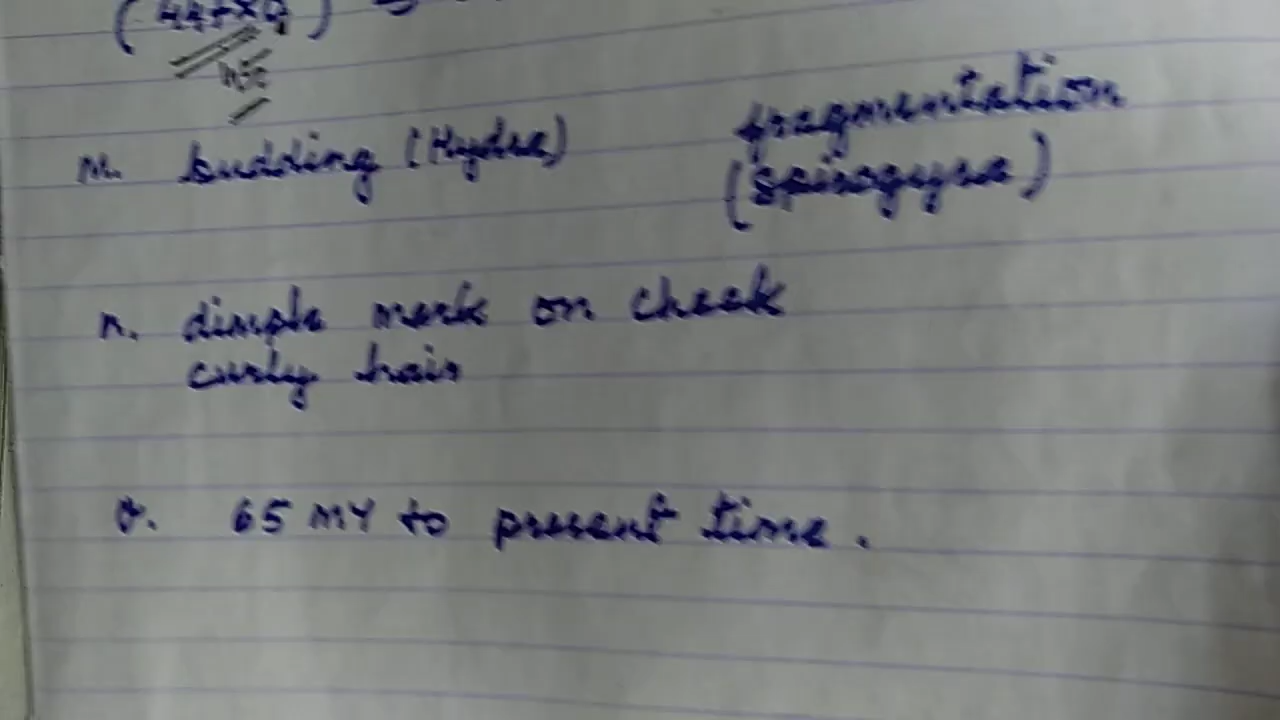 m. budding (Hydra) fragmentation
(spirogyra)
n. dimple mark on cheek
curly hair
o. 65 MY to present time.